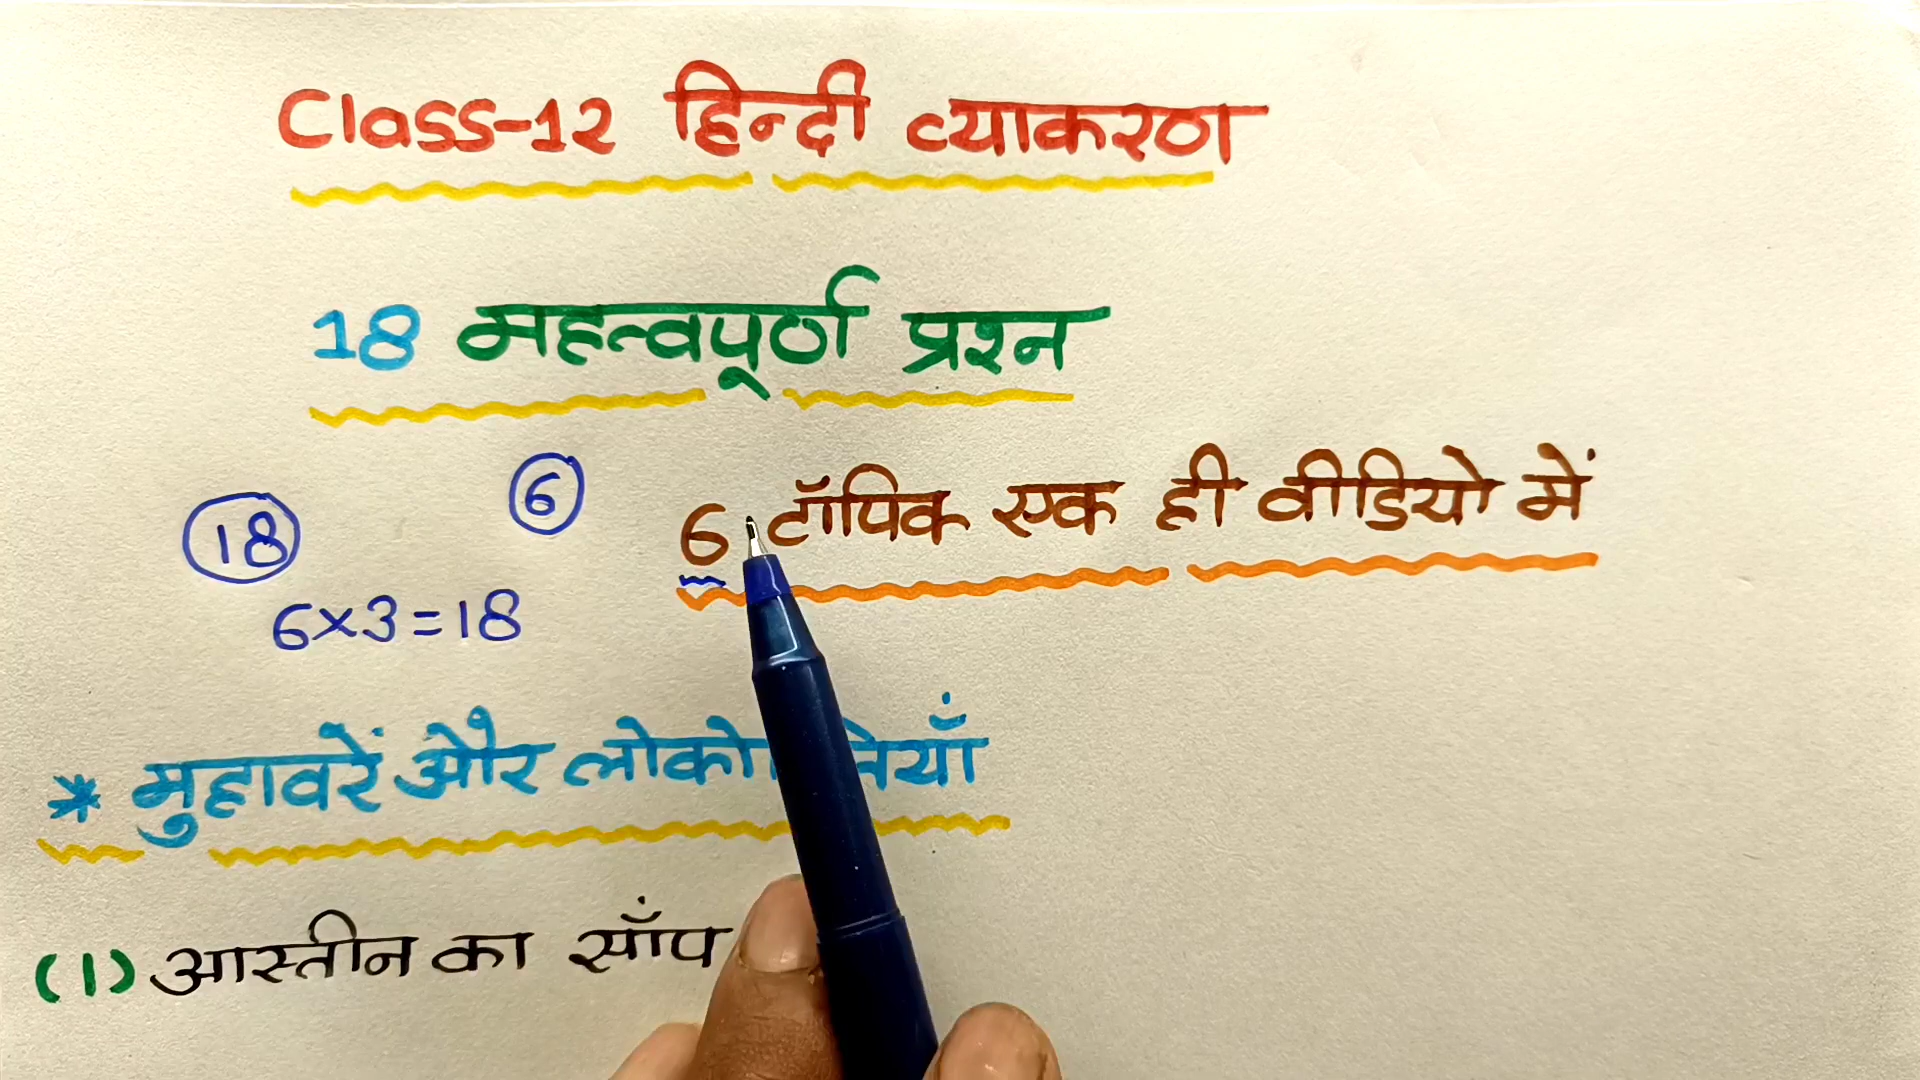 Class-12 हिन्दी व्याकरण
18 महत्वपूर्ण प्रश्न
18 6 6 टॉपिक एक ही वीडियो में
6×3=18
* मुहावरें और
(1) आस्तीन का साँप